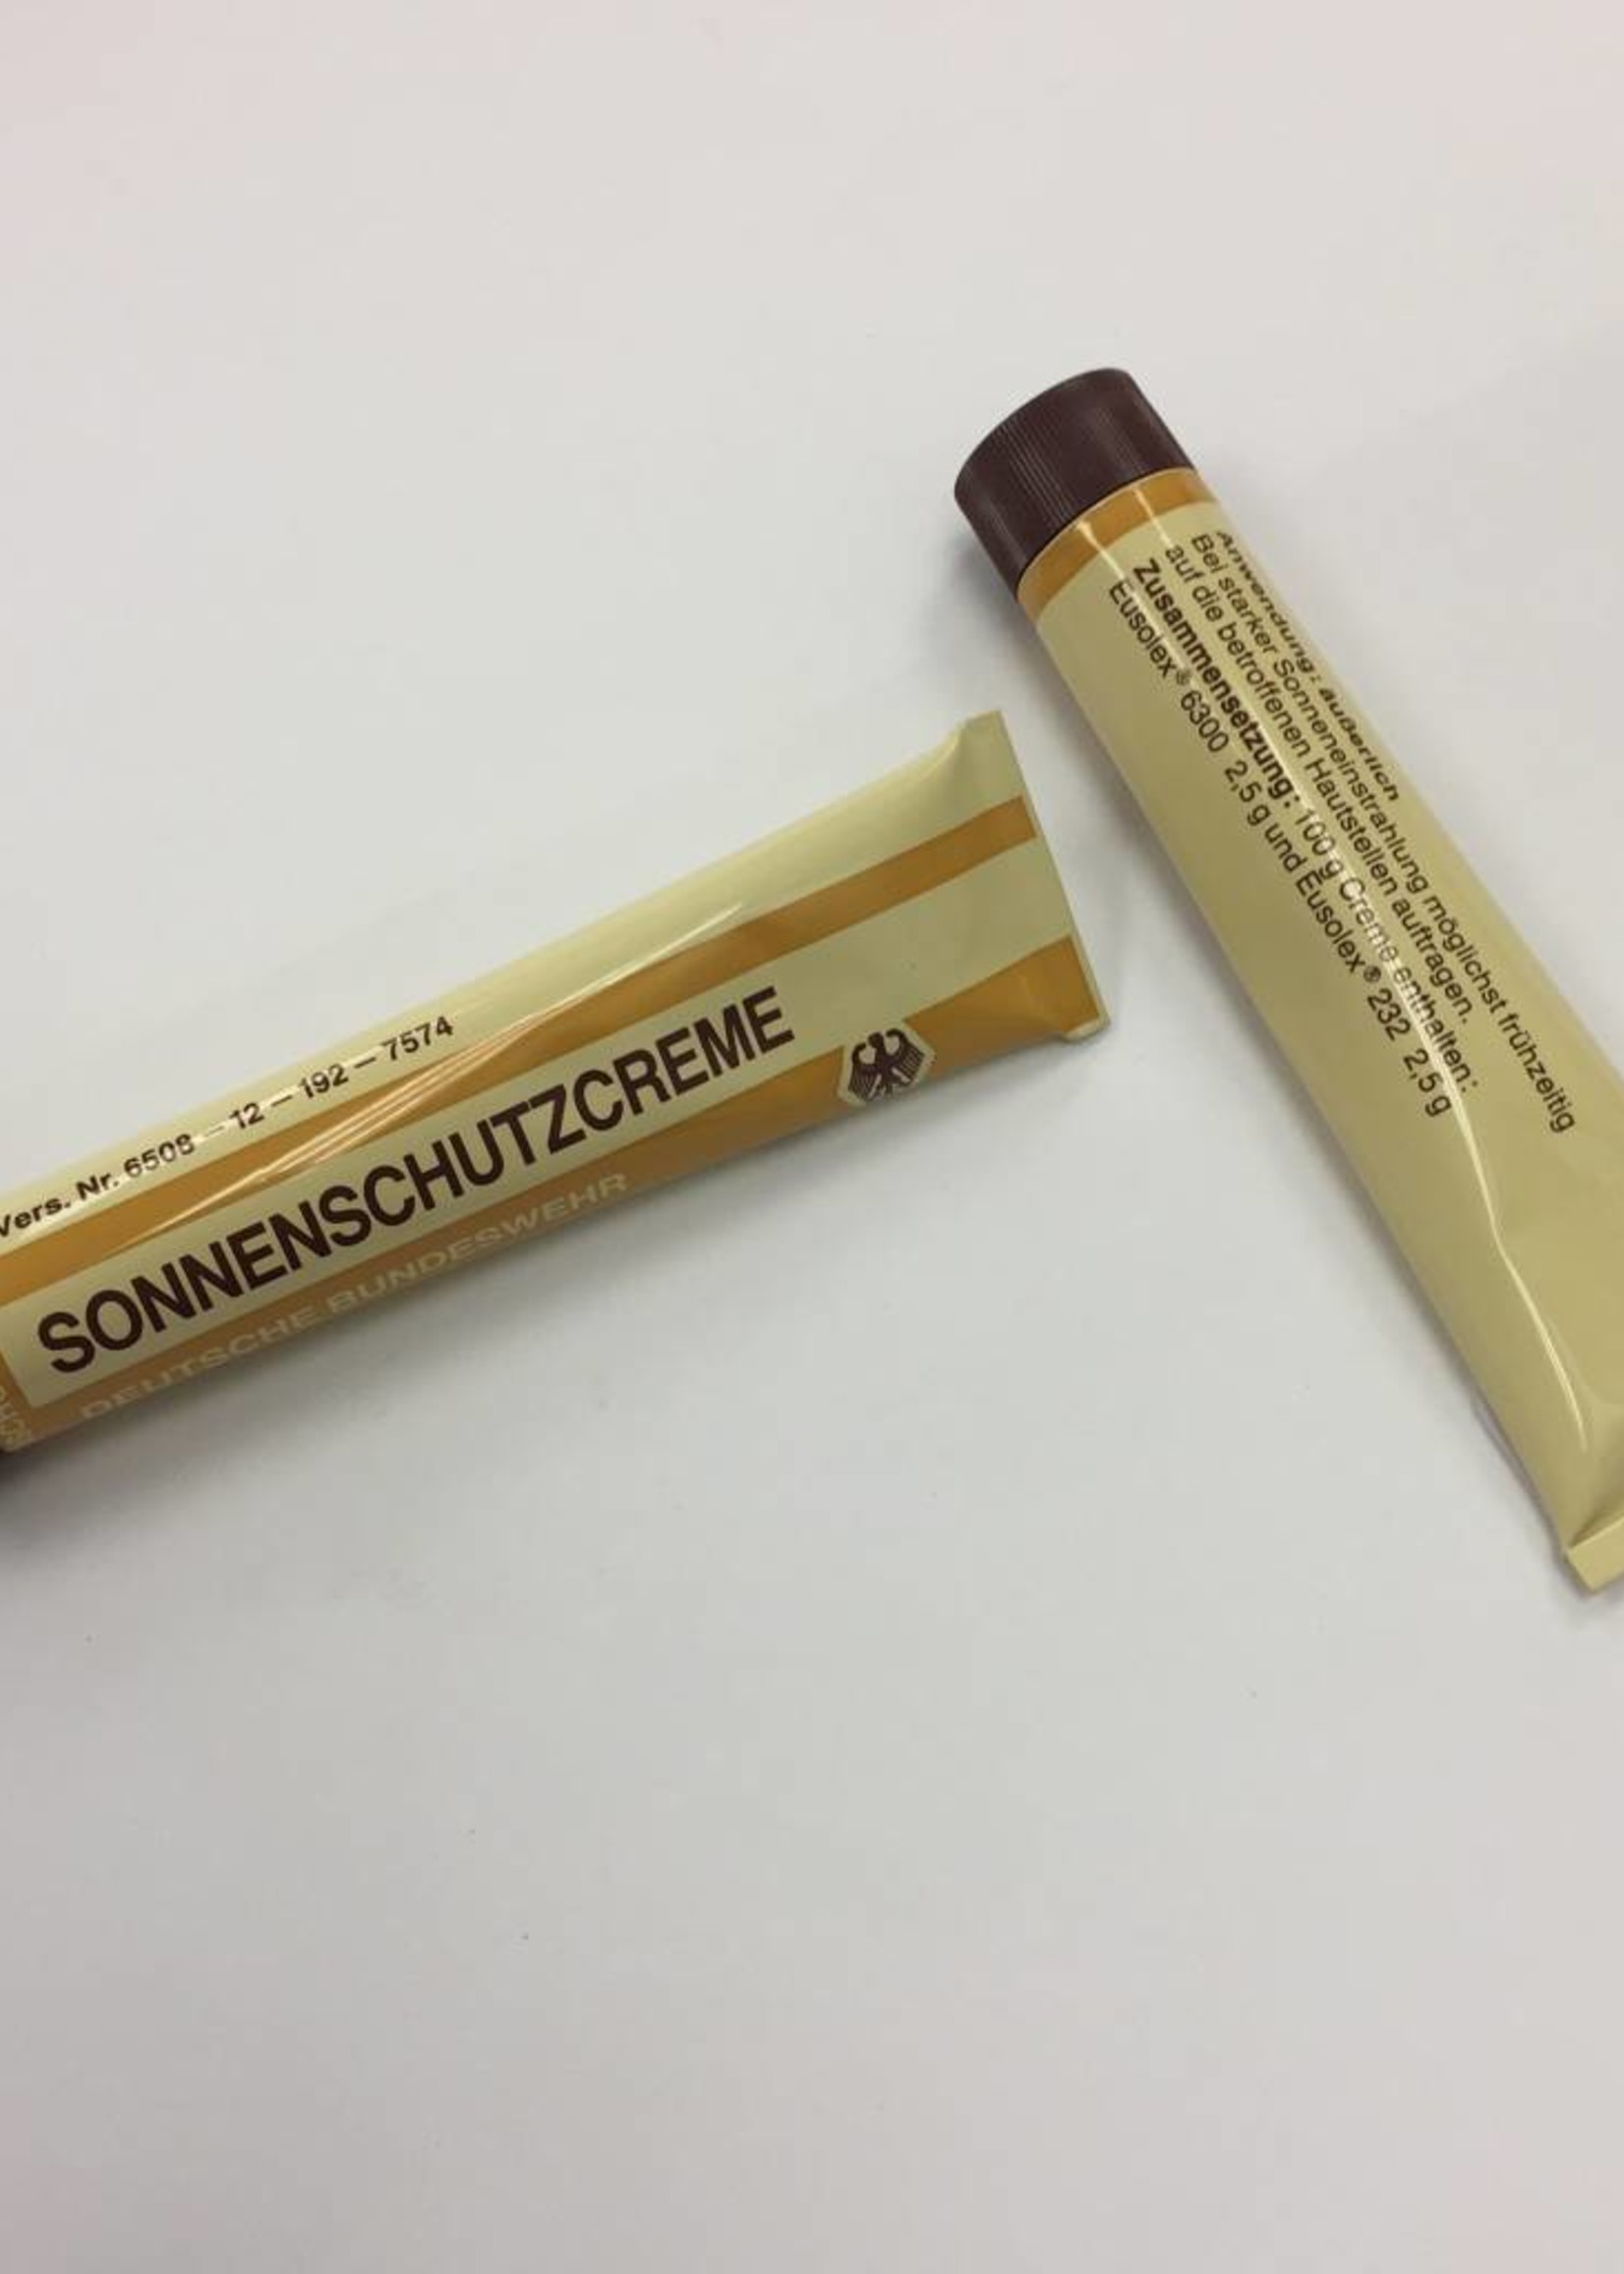 Vers. Nr. 6508 – 12 – 192 – 7574
SONNENSCHUTZCREME
DEUTSCHE BUNDESWEHR
Anwendung: äußerlich
Bei starker Sonneneinstrahlung möglichst frühzeitig
auf die betroffenen Hautstellen auftragen.
Zusammensetzung: 100 g Creme enthalten:
Eusolex® 6300 2,5 g und Eusolex® 232 2,5 g